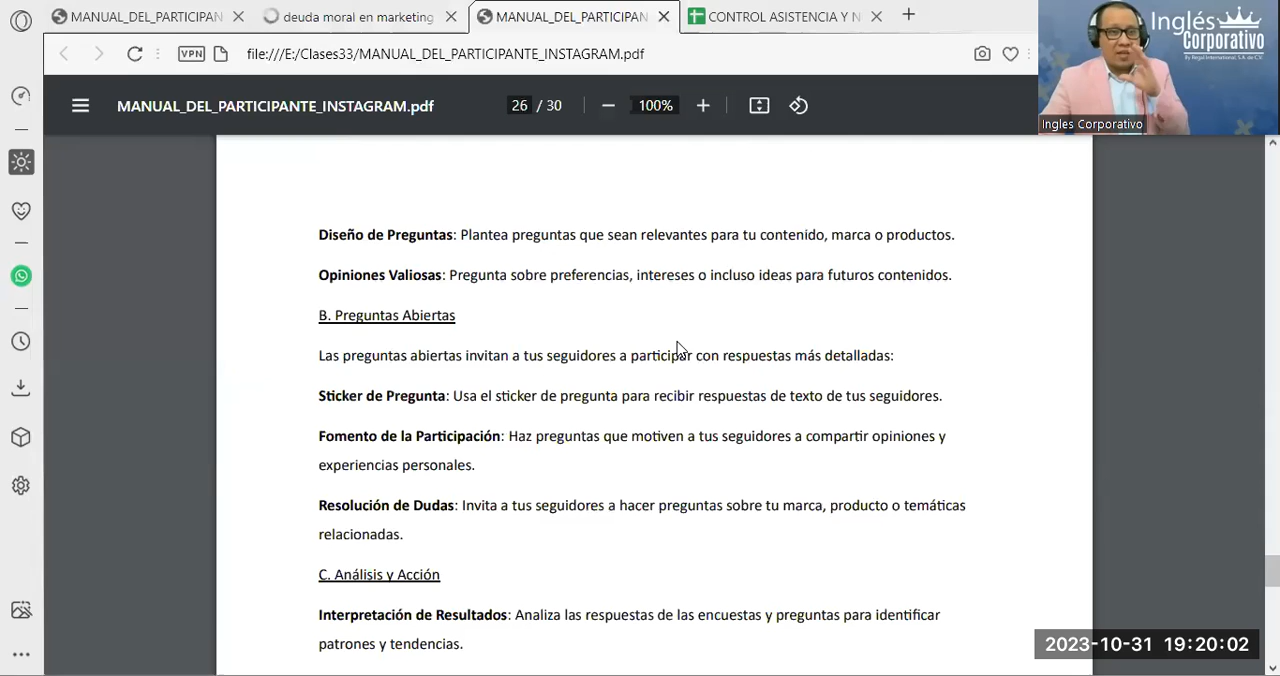 MANUAL_DEL_PARTICIPAN
deuda moral en marketing
MANUAL_DEL_PARTICIPAN
CONTROL ASISTENCIA Y N
VPN
file:///E:/Clases33/MANUAL_DEL_PARTICIPANTE_INSTAGRAM.pdf
MANUAL_DEL_PARTICIPANTE_INSTAGRAM.pdf
26 / 30
100%
Inglés
Corporativo
By Regal International, S.A. de C.V.
Ingles Corporativo
Diseño de Preguntas: Plantea preguntas que sean relevantes para tu contenido, marca o productos.
Opiniones Valiosas: Pregunta sobre preferencias, intereses o incluso ideas para futuros contenidos.
B. Preguntas Abiertas
Las preguntas abiertas invitan a tus seguidores a participar con respuestas más detalladas:
Sticker de Pregunta: Usa el sticker de pregunta para recibir respuestas de texto de tus seguidores.
Fomento de la Participación: Haz preguntas que motiven a tus seguidores a compartir opiniones y
experiencias personales.
Resolución de Dudas: Invita a tus seguidores a hacer preguntas sobre tu marca, producto o temáticas
relacionadas.
C. Análisis y Acción
Interpretación de Resultados: Analiza las respuestas de las encuestas y preguntas para identificar
patrones y tendencias.
2023-10-31 19:20:02